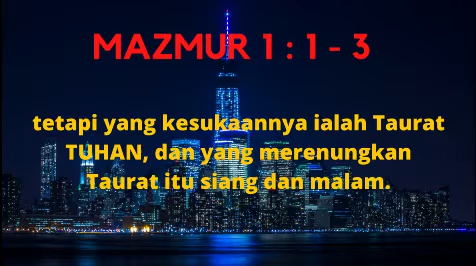 MAZMUR 1 : 1 - 3
tetapi yang kesukaannya ialah Taurat
TUHAN, dan yang merenungkan
Taurat itu siang dan malam.